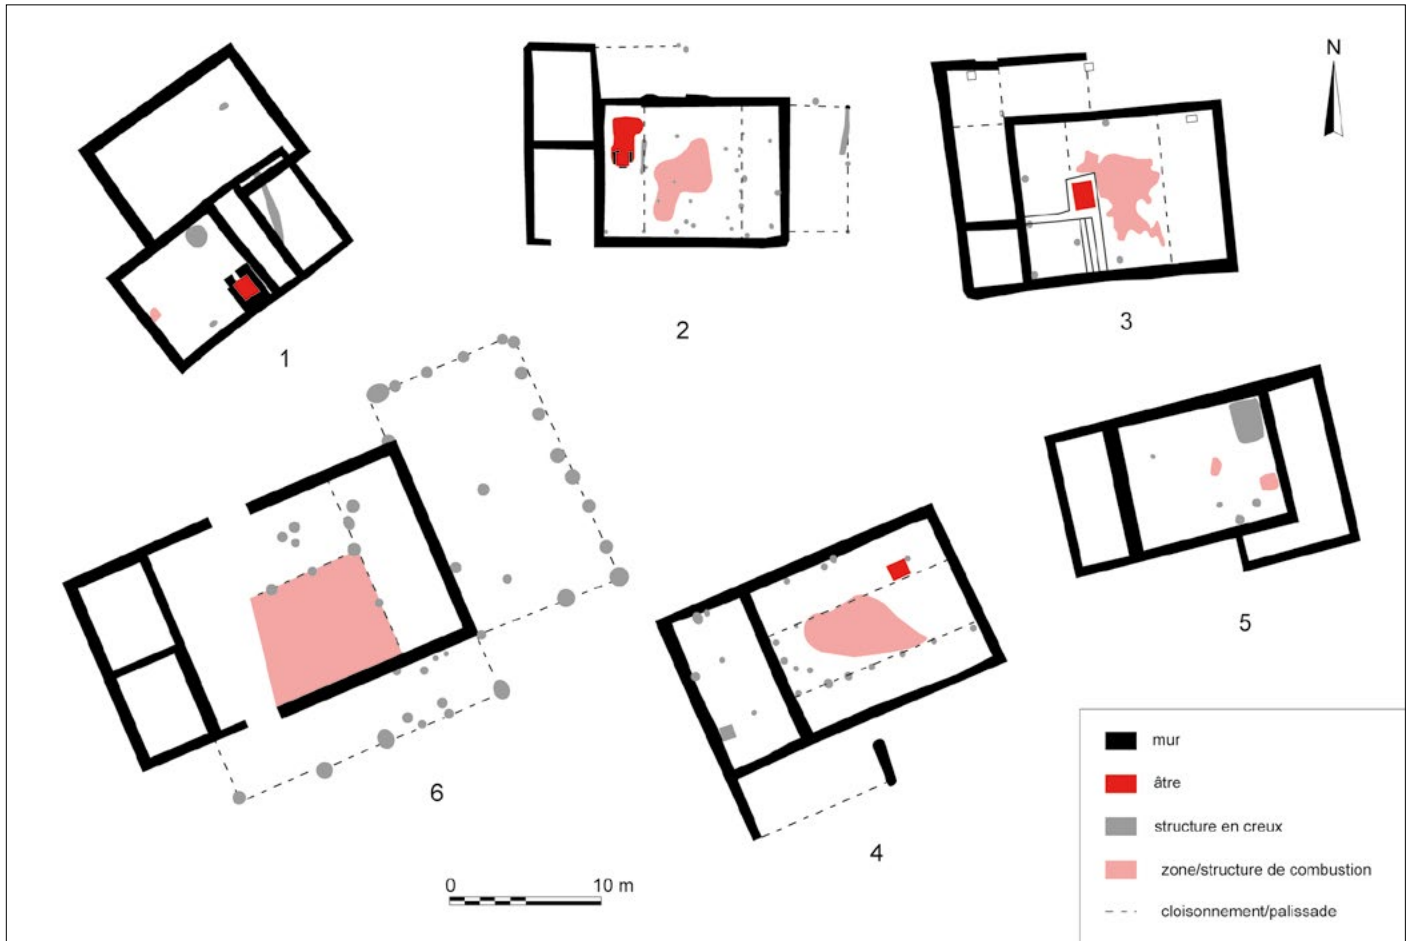 N
1
2
3
4
5
6
0 10 m
mur
âtre
structure en creux
zone/structure de combustion
cloisonnement/palissade